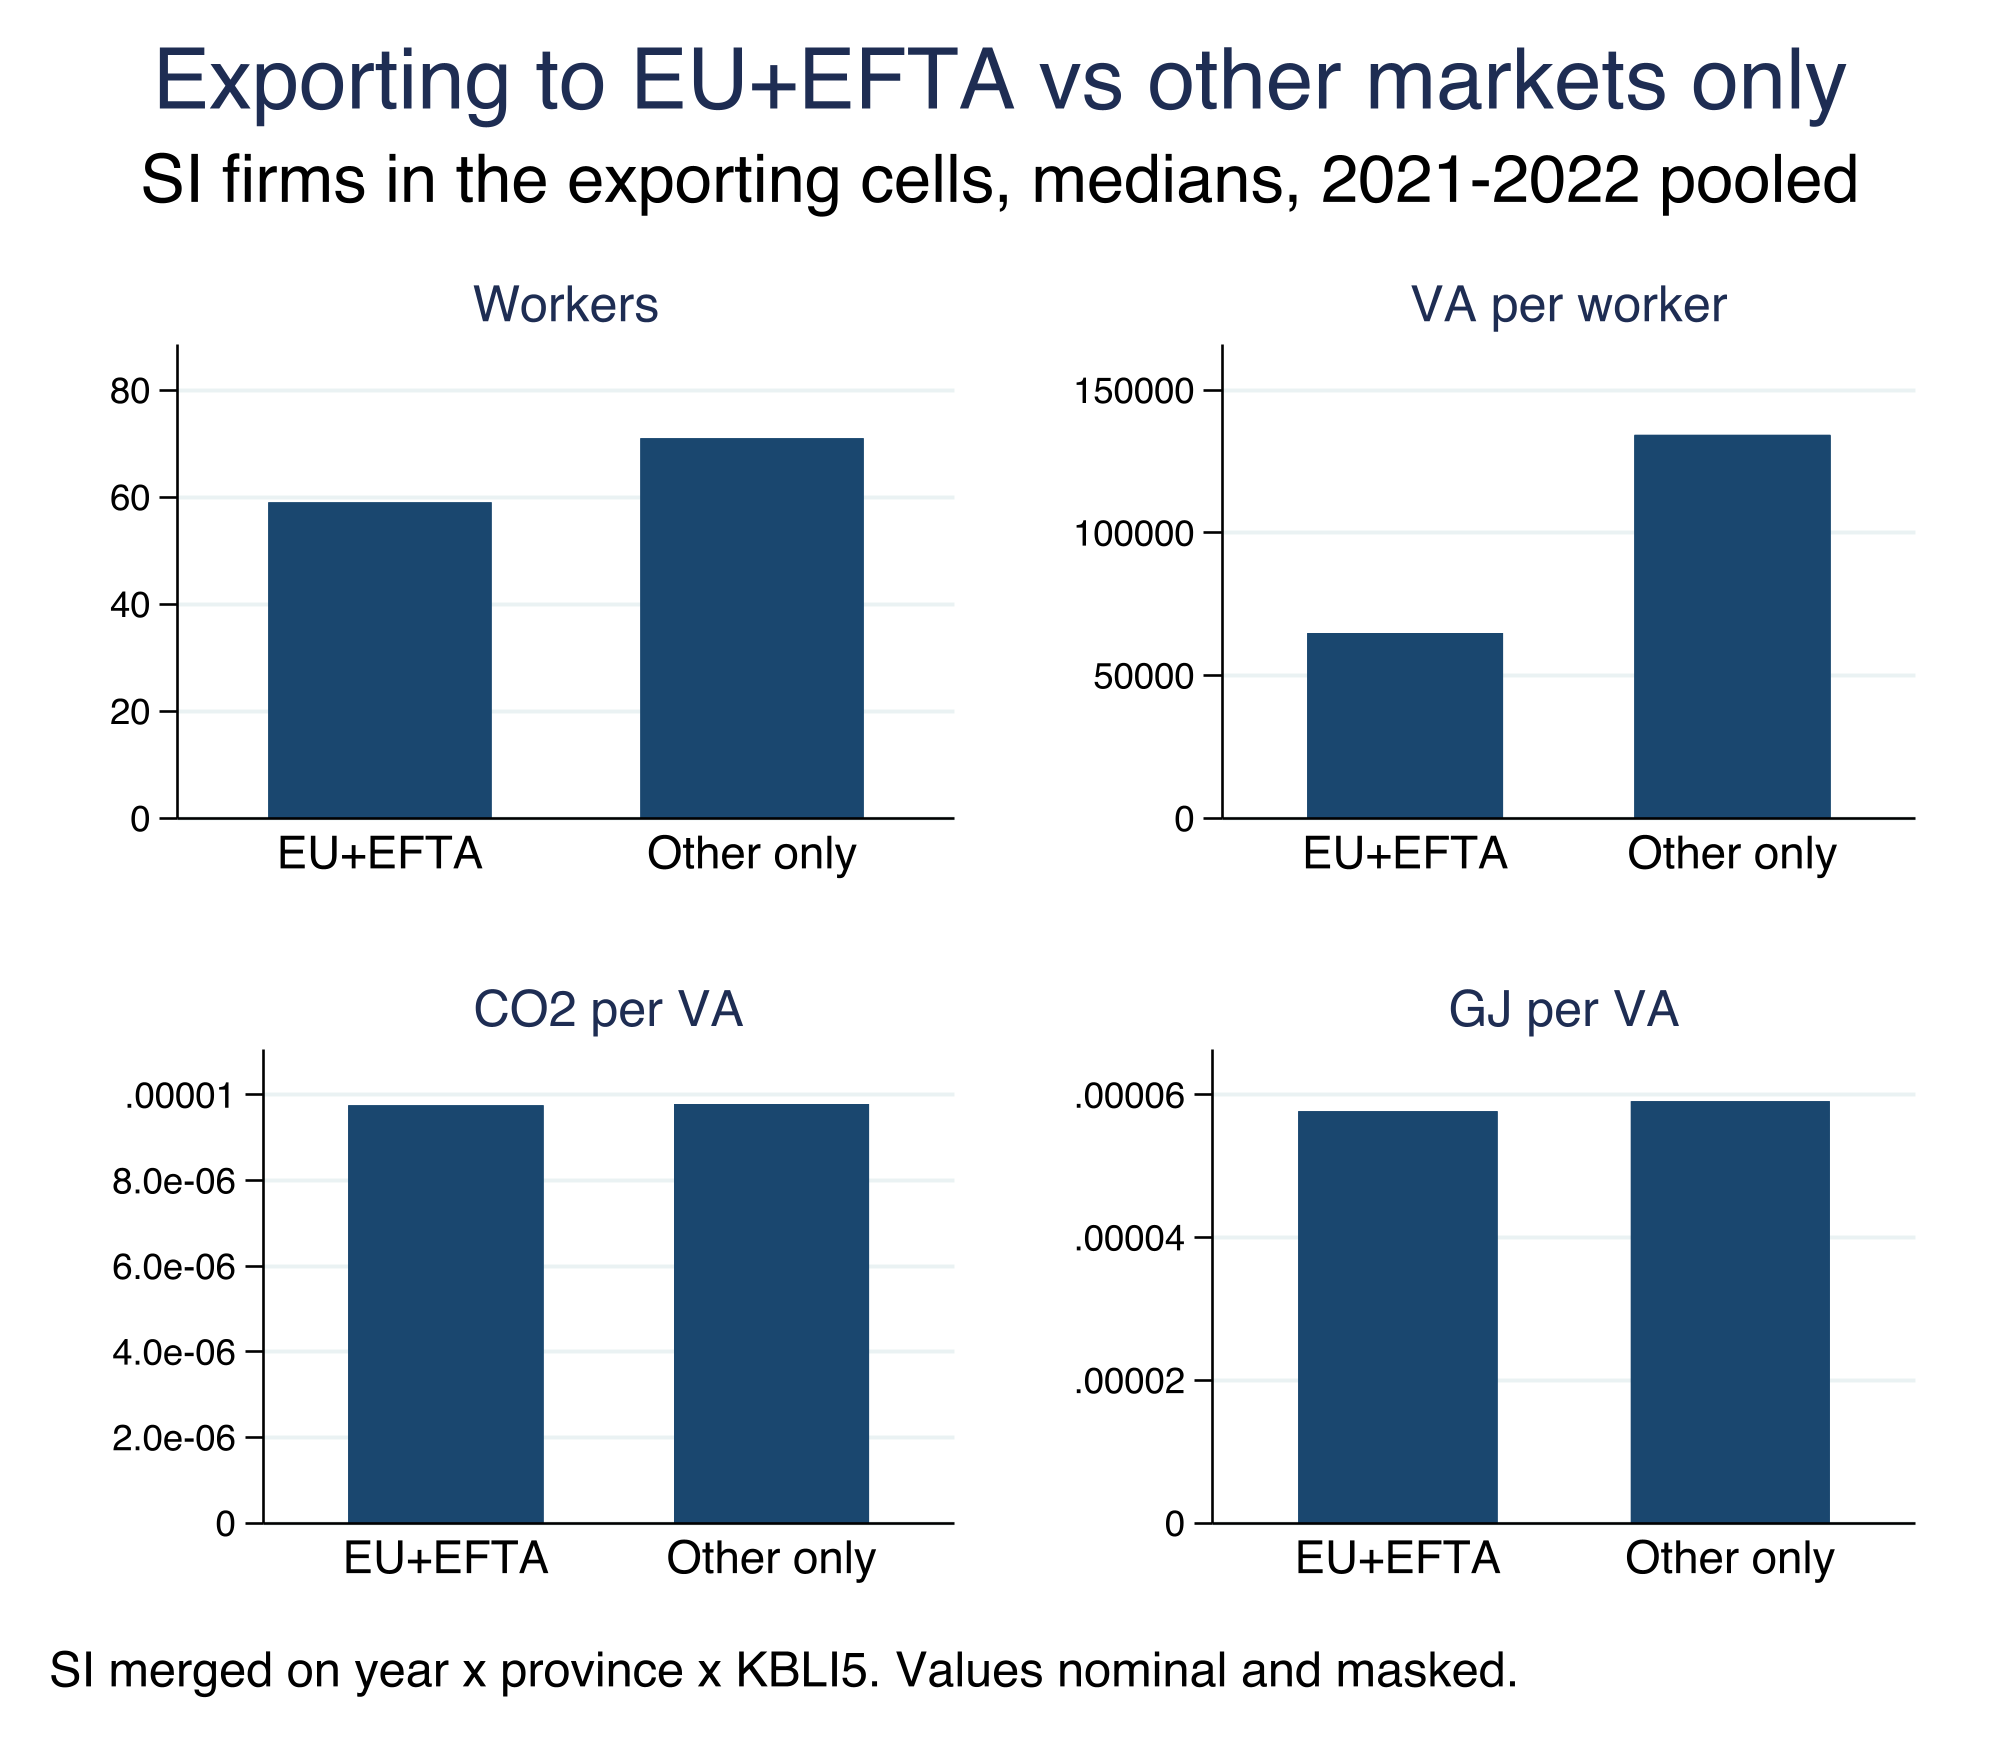 Exporting to EU+EFTA vs other markets only
SI firms in the exporting cells, medians, 2021-2022 pooled
Workers
80
60
40
20
0
EU+EFTA
Other only
VA per worker
150000
100000
50000
0
EU+EFTA
Other only
CO2 per VA
.00001
8.0e-06
6.0e-06
4.0e-06
2.0e-06
0
EU+EFTA
Other only
GJ per VA
.00006
.00004
.00002
0
EU+EFTA
Other only
SI merged on year x province x KBLI5. Values nominal and masked.